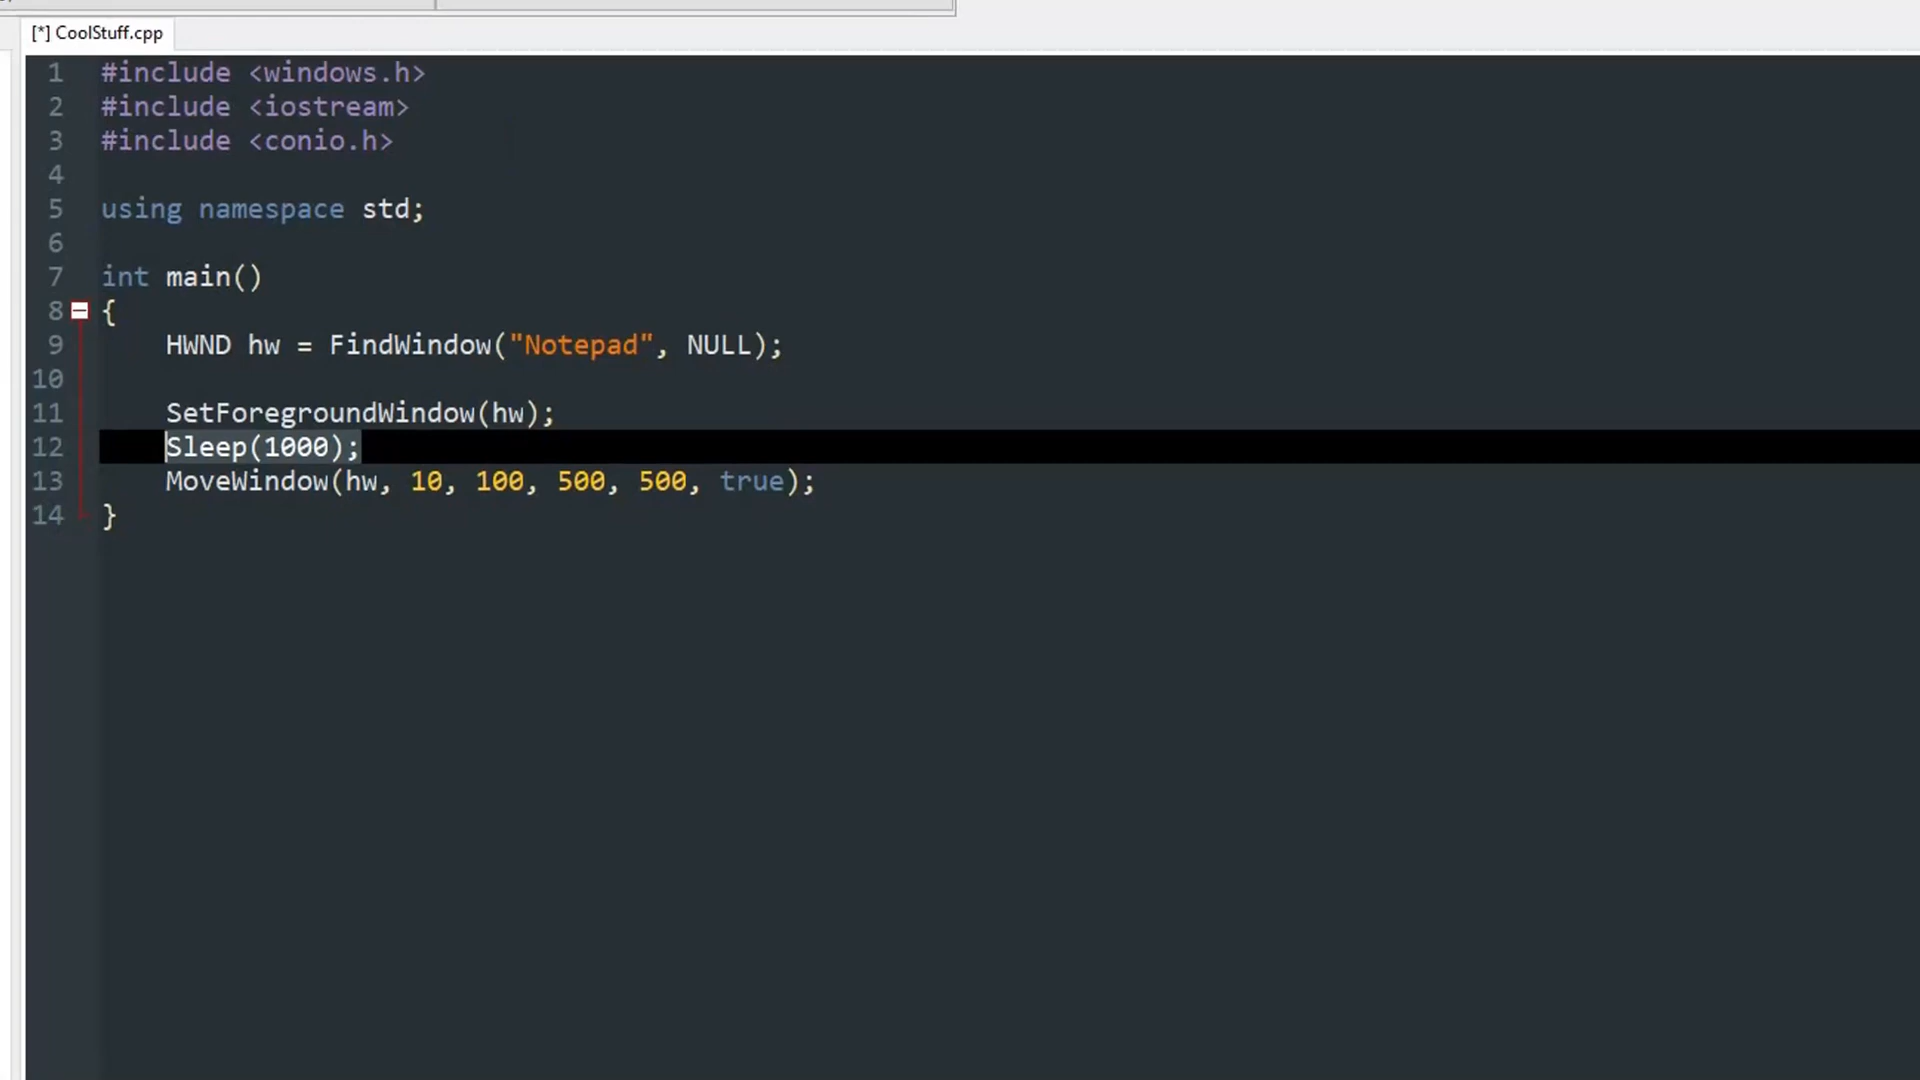 [*] CoolStuff.cpp
1 #include <windows.h>
2 #include <iostream>
3 #include <conio.h>
4
5 using namespace std;
6
7 int main()
8 {
9 HWND hw = FindWindow("Notepad", NULL);
10
11 SetForegroundWindow(hw);
12 Sleep(1000);
13 MoveWindow(hw, 10, 100, 500, 500, true);
14 }